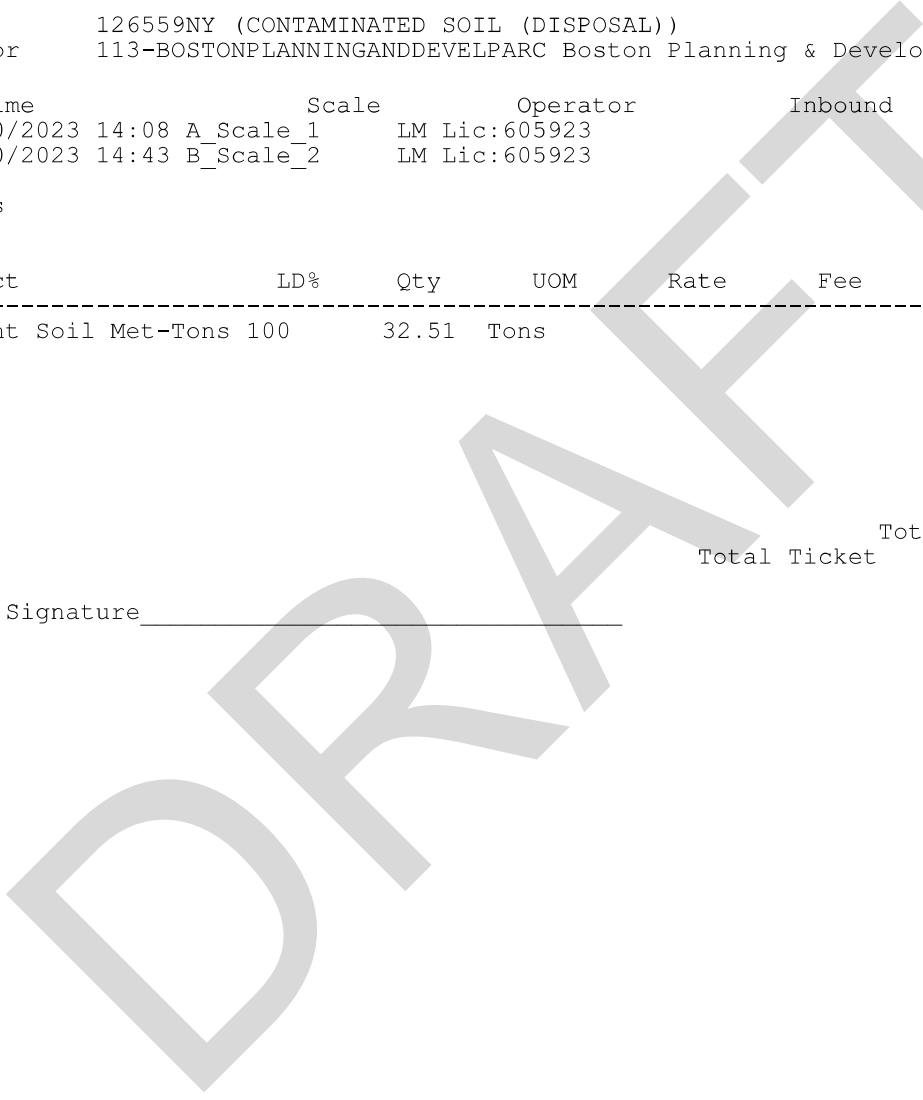 126559NY (CONTAMINATED SOIL (DISPOSAL))
or 113-BOSTONPLANNINGANDDEVELPARC Boston Planning & Develo
ime Scale Operator Inbound
0/2023 14:08 A_Scale_1 LM Lic:605923
0/2023 14:43 B_Scale_2 LM Lic:605923
s
ct LD% Qty UOM Rate Fee
nt Soil Met-Tons 100 32.51 Tons
Tot
Total Ticket
Signature
DRAFT